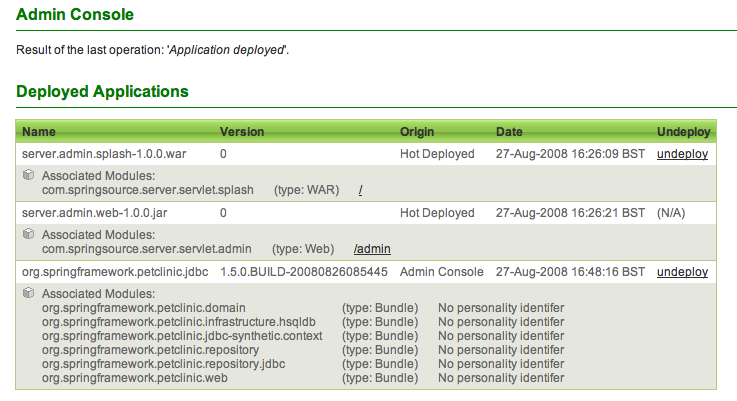 Admin Console
Result of the last operation: 'Application deployed'.
Deployed Applications
Name Version Origin Date Undeploy
server.admin.splash-1.0.0.war 0 Hot Deployed 27-Aug-2008 16:26:09 BST undeploy
Associated Modules:
com.springsource.server.servlet.splash (type: WAR) /
server.admin.web-1.0.0.jar 0 Hot Deployed 27-Aug-2008 16:26:21 BST (N/A)
Associated Modules:
com.springsource.server.servlet.admin (type: Web) /admin
org.springframework.petclinic.jdbc 1.5.0.BUILD-20080826085445 Admin Console 27-Aug-2008 16:48:16 BST undeploy
Associated Modules:
org.springframework.petclinic.domain (type: Bundle) No personality identifer
org.springframework.petclinic.infrastructure.hsqldb (type: Bundle) No personality identifer
org.springframework.petclinic.jdbc-synthetic.context (type: Bundle) No personality identifer
org.springframework.petclinic.repository (type: Bundle) No personality identifer
org.springframework.petclinic.repository.jdbc (type: Bundle) No personality identifer
org.springframework.petclinic.web (type: Bundle) No personality identifer